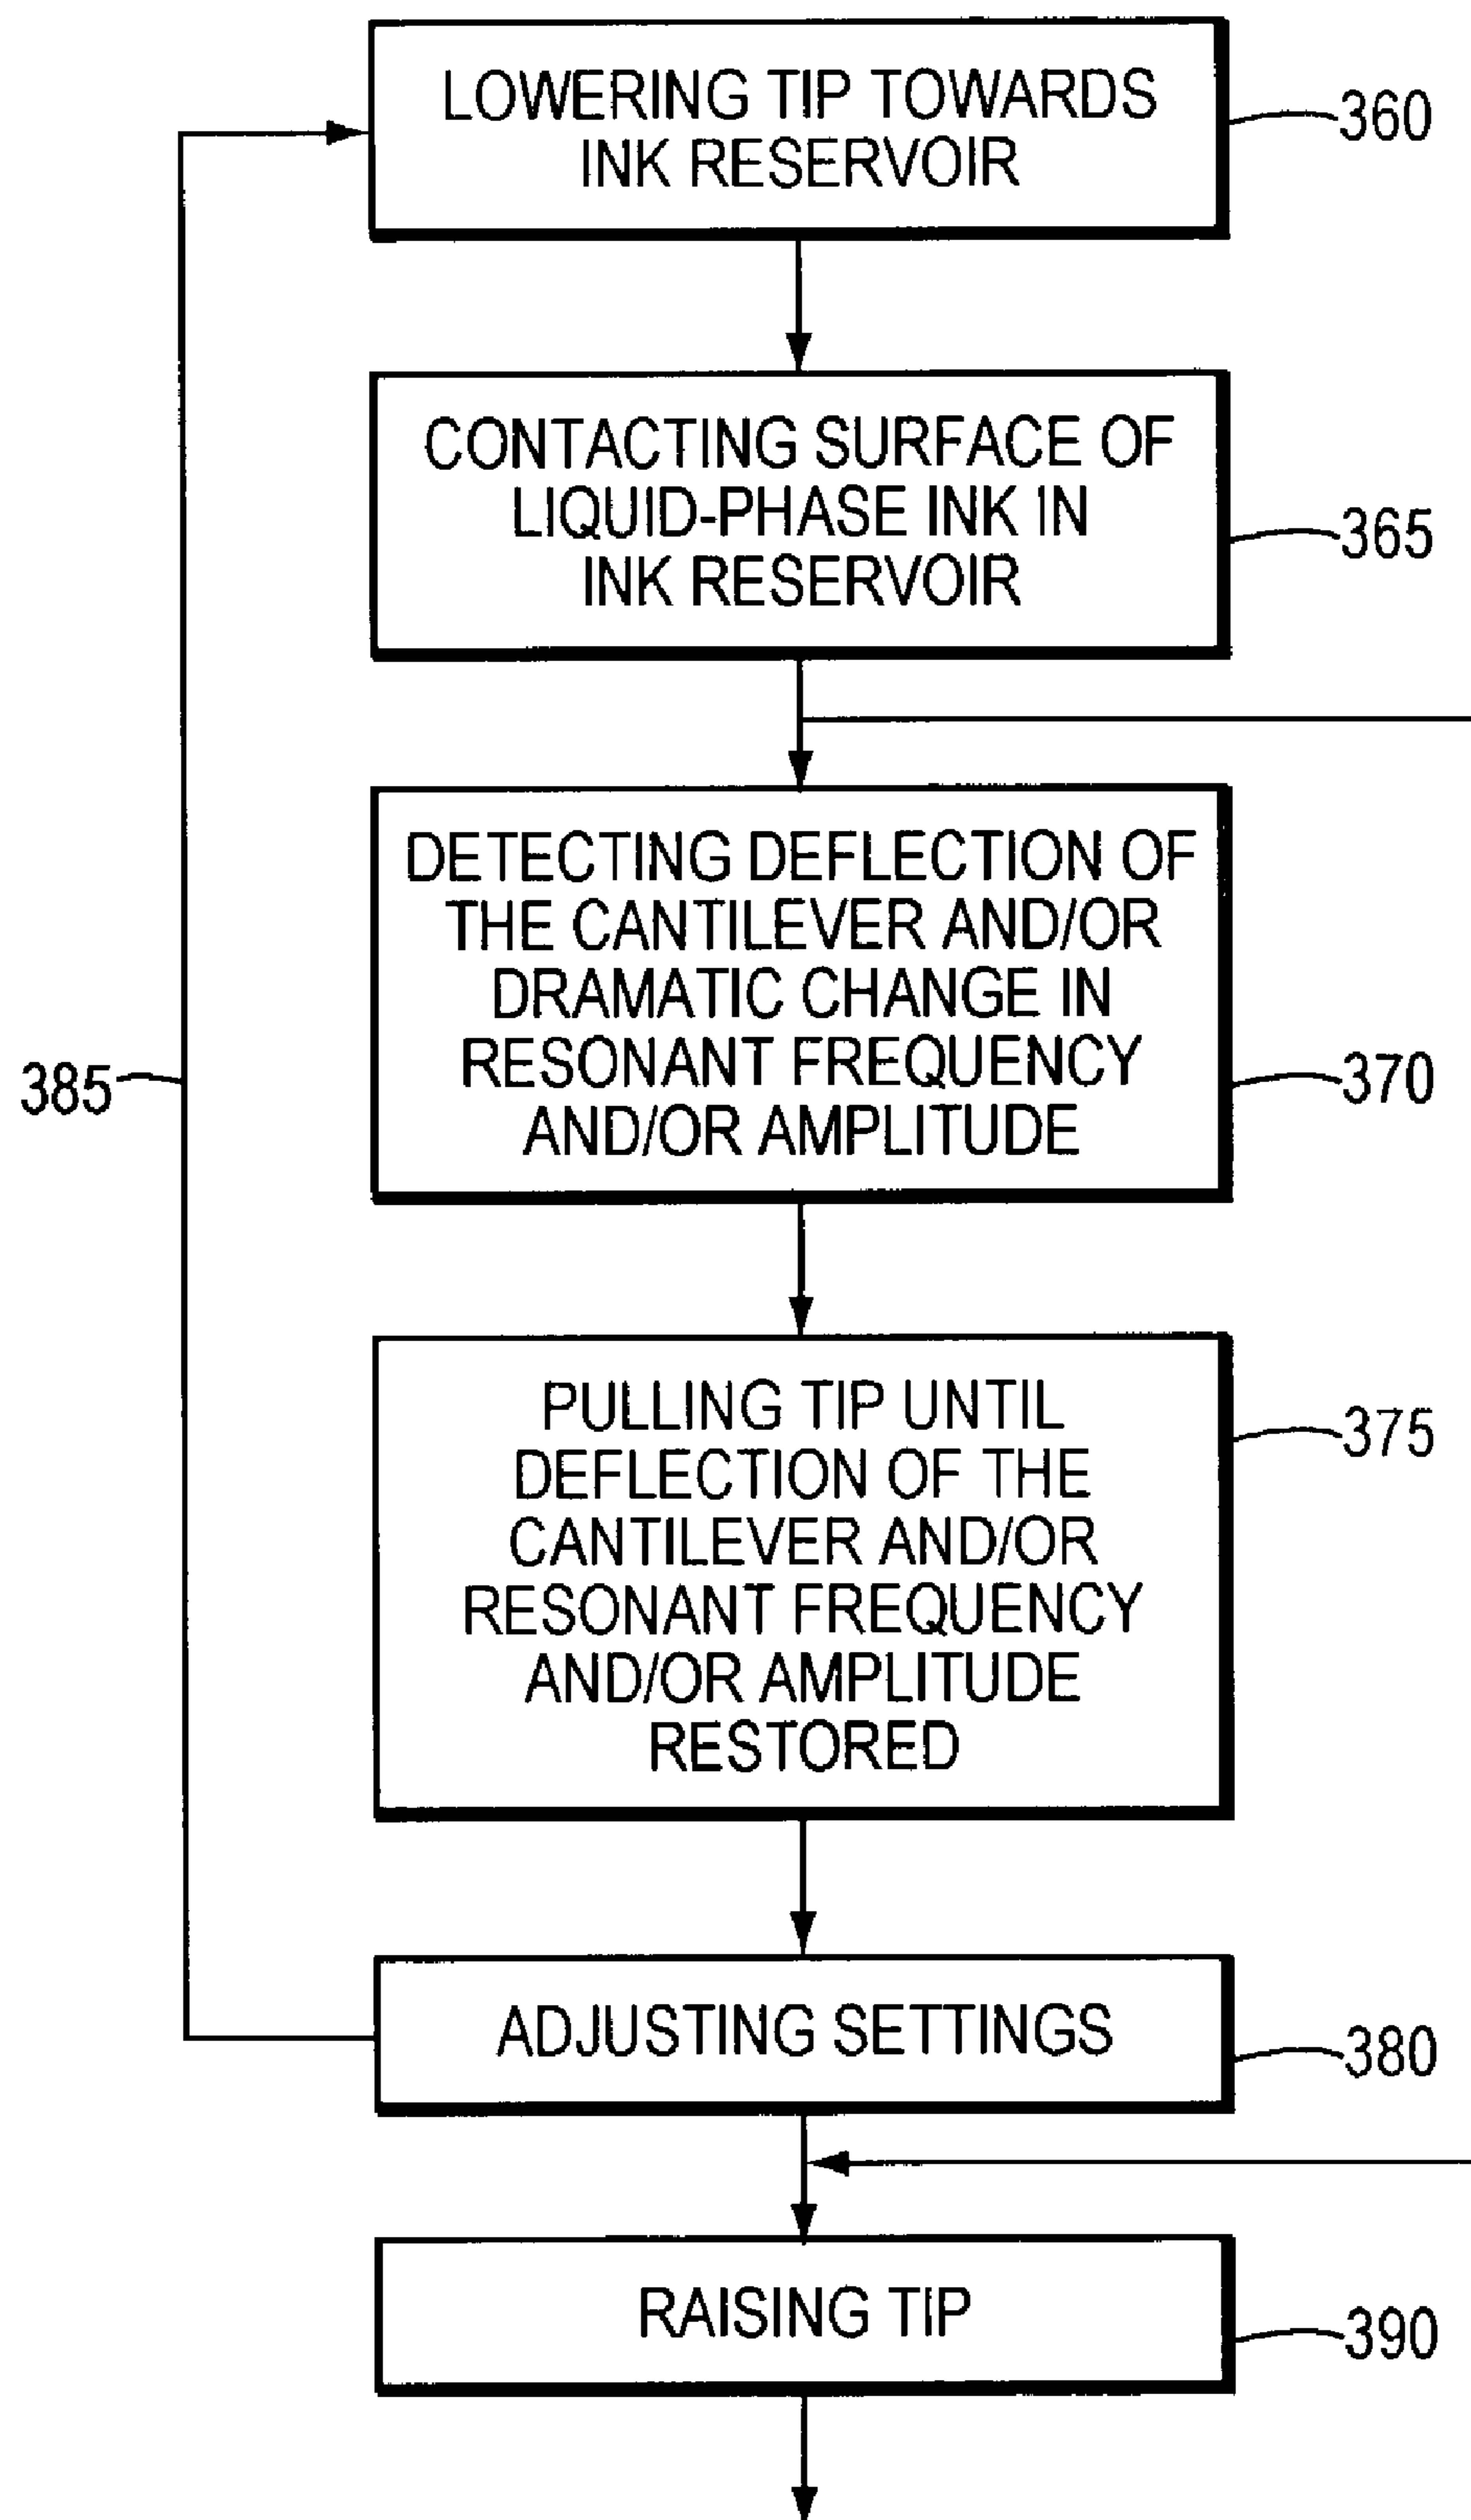 LOWERING TIP TOWARDS
INK RESERVOIR
360
CONTACTING SURFACE OF
LIQUID-PHASE INK IN
INK RESERVOIR
365
DETECTING DEFLECTION OF
THE CANTILEVER AND/OR
DRAMATIC CHANGE IN
RESONANT FREQUENCY
AND/OR AMPLITUDE
370
385
PULLING TIP UNTIL
DEFLECTION OF THE
CANTILEVER AND/OR
RESONANT FREQUENCY
AND/OR AMPLITUDE
RESTORED
375
ADJUSTING SETTINGS
380
RAISING TIP
390